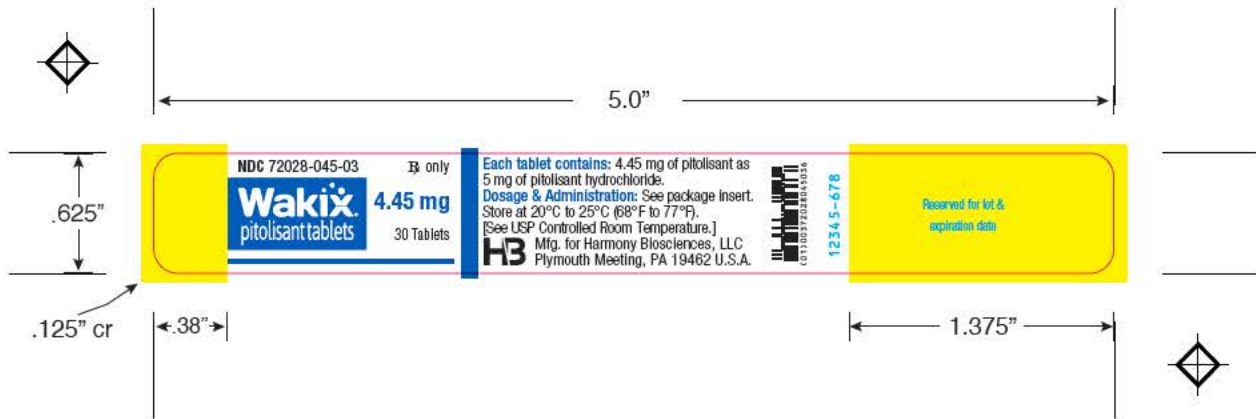 5.0"
.625"
.125" cr
.38"
1.375"
NDC 72028-045-03 ℞ only
Wakix®
pitolisant tablets
4.45 mg
30 Tablets
Each tablet contains: 4.45 mg of pitolisant as
5 mg of pitolisant hydrochloride.
Dosage & Administration: See package insert.
Store at 20°C to 25°C (68°F to 77°F).
[See USP Controlled Room Temperature.]
HB Mfg. for Harmony Biosciences, LLC
Plymouth Meeting, PA 19462 U.S.A.
(01)00372028045036
12345-678
Reserved for lot &
expiration date